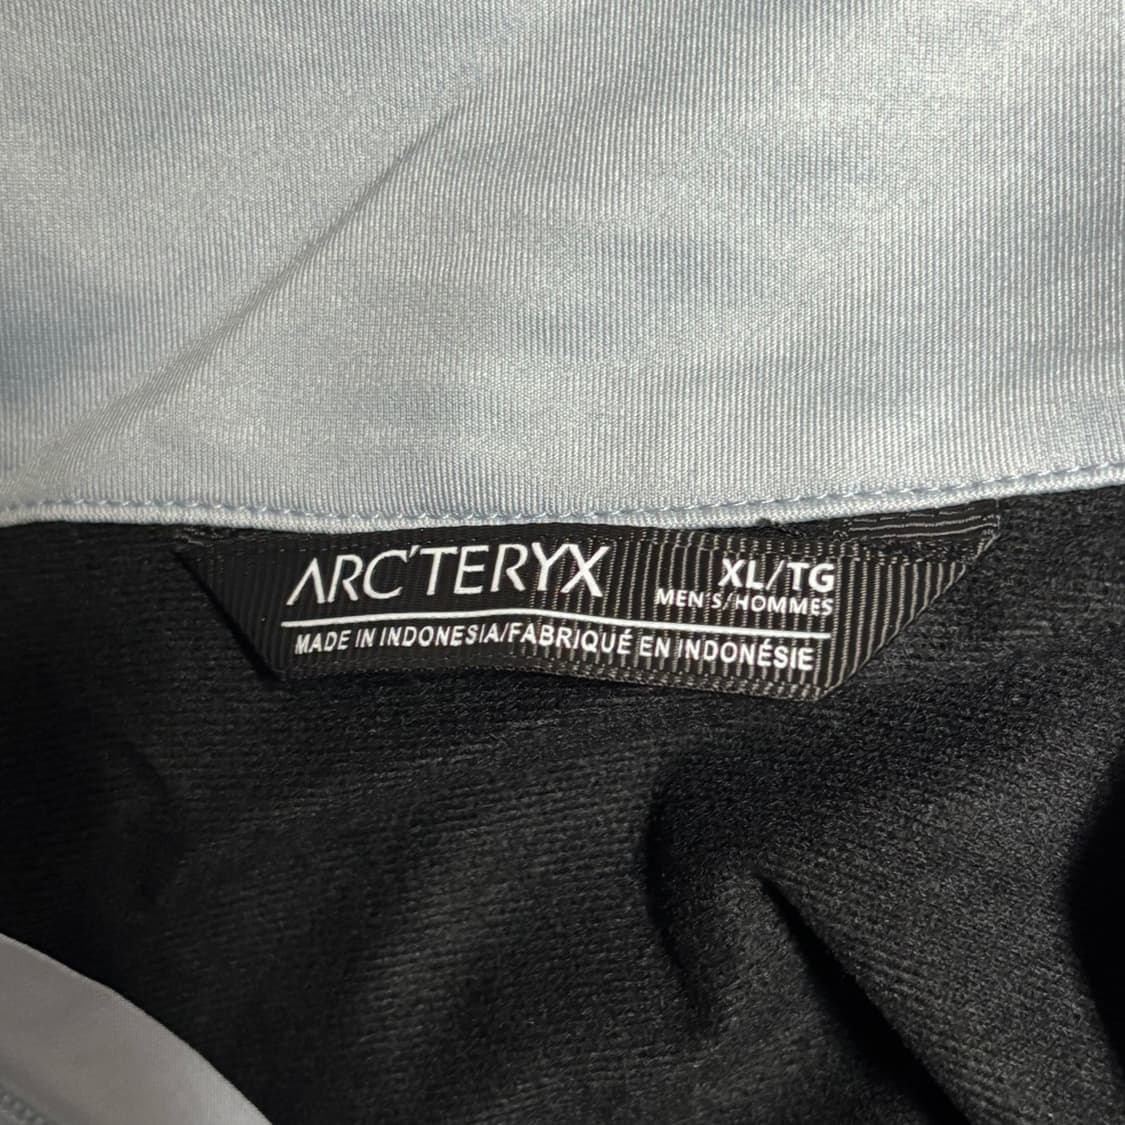 ARC'TERYX
XL/TG
MEN'S/HOMMES
MADE IN INDONESIA/FABRIQUÉ EN INDONÉSIE